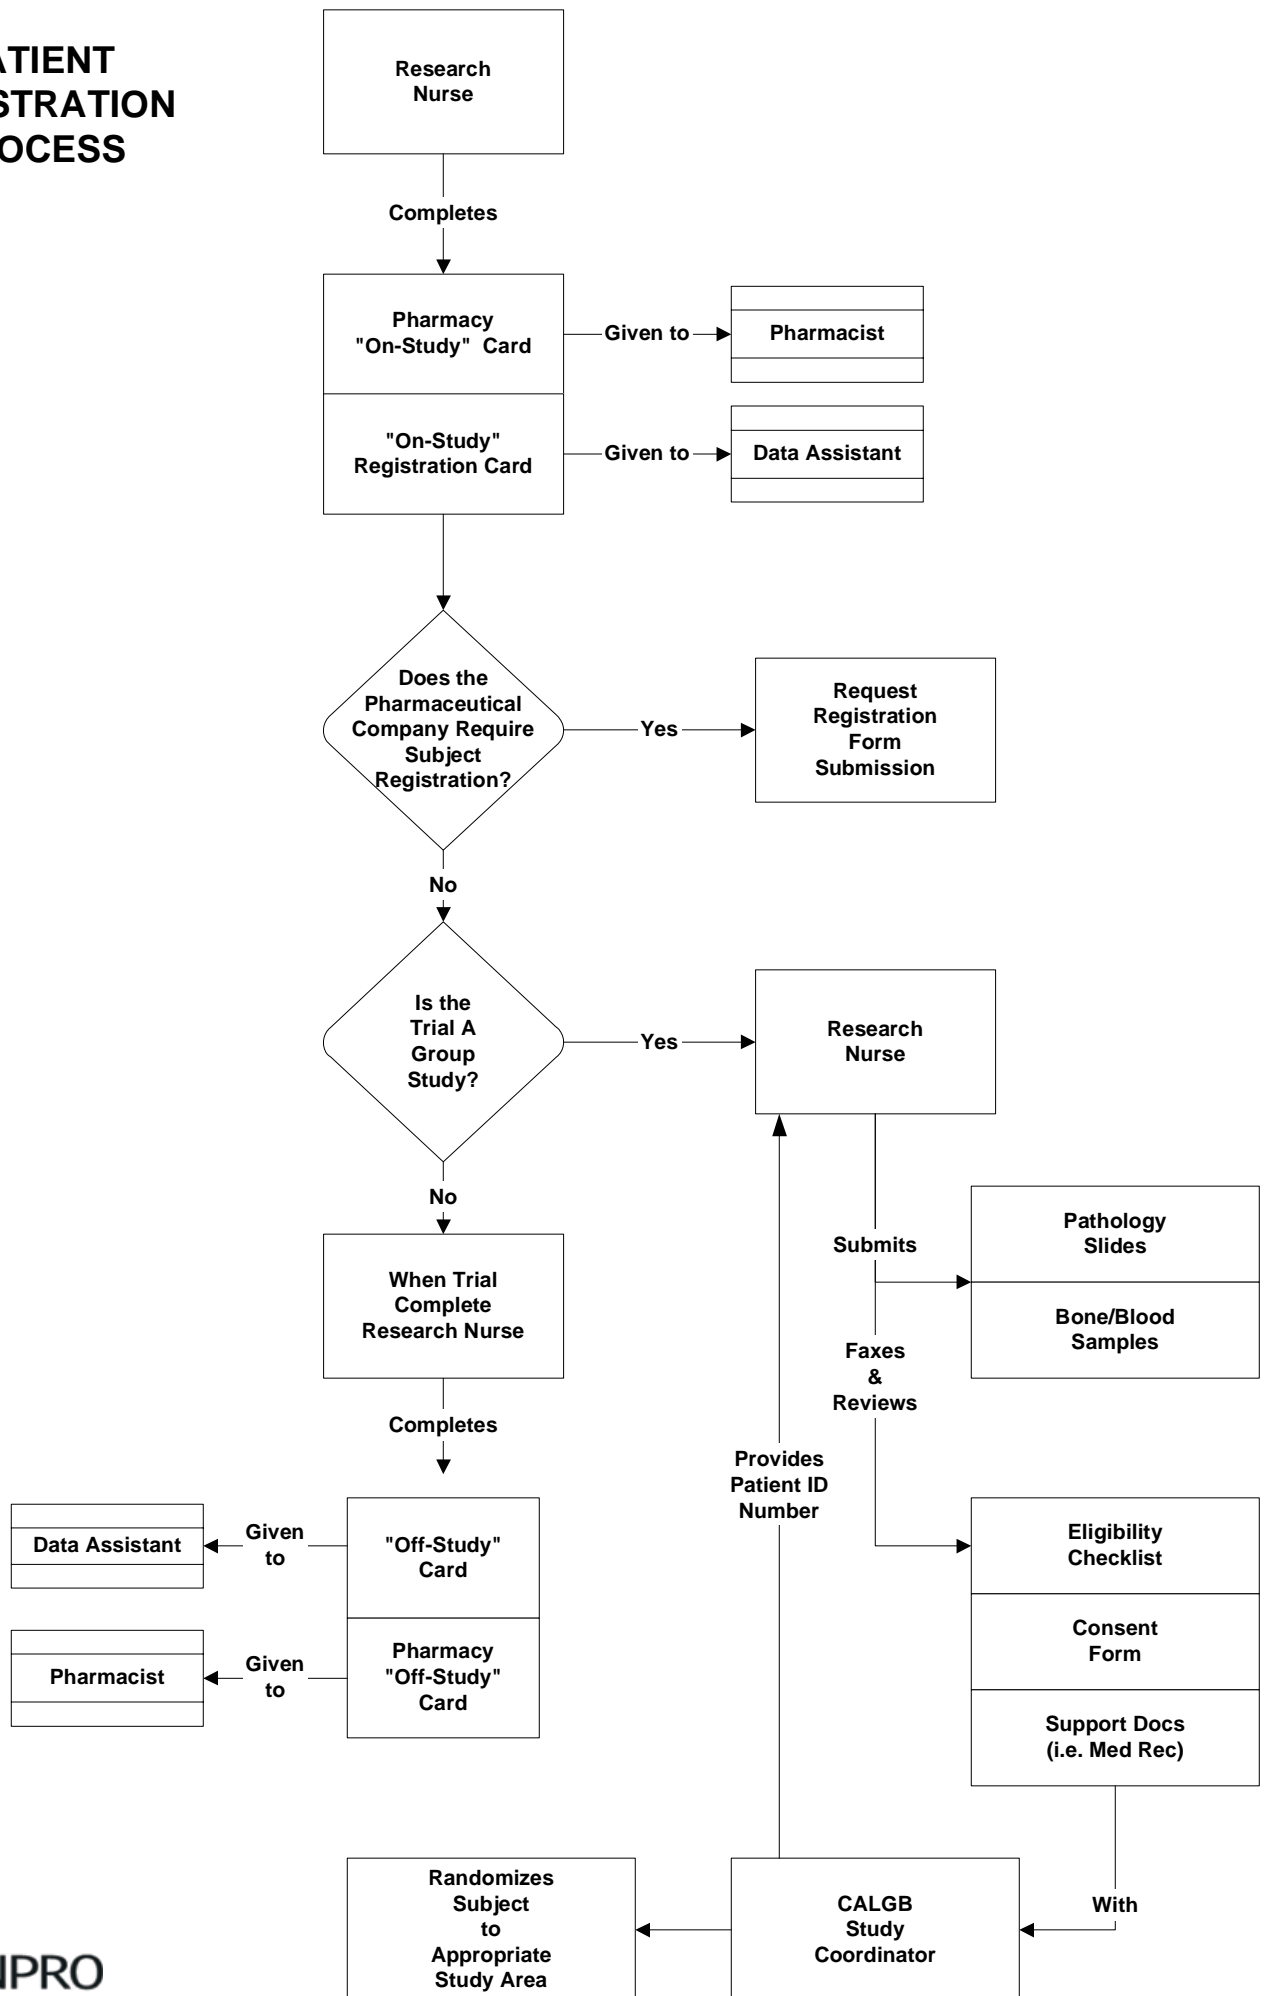 ATIENT
STRATION
OCESS
Research
Nurse
Completes
Pharmacy
"On-Study" Card
Given to
Pharmacist
"On-Study"
Registration Card
Given to
Data Assistant
Does the
Pharmaceutical
Company Require
Subject
Registration?
Yes
Request
Registration
Form
Submission
No
Is the
Trial A
Group
Study?
Yes
Research
Nurse
No
When Trial
Complete
Research Nurse
Submits
Pathology
Slides
Bone/Blood
Samples
Faxes
&
Reviews
Completes
Provides
Patient ID
Number
Data Assistant
Given
to
"Off-Study"
Card
Eligibility
Checklist
Consent
Form
Pharmacist
Given
to
Pharmacy
"Off-Study"
Card
Support Docs
(i.e. Med Rec)
Randomizes
Subject
to
Appropriate
Study Area
CALGB
Study
Coordinator
With
NPRO